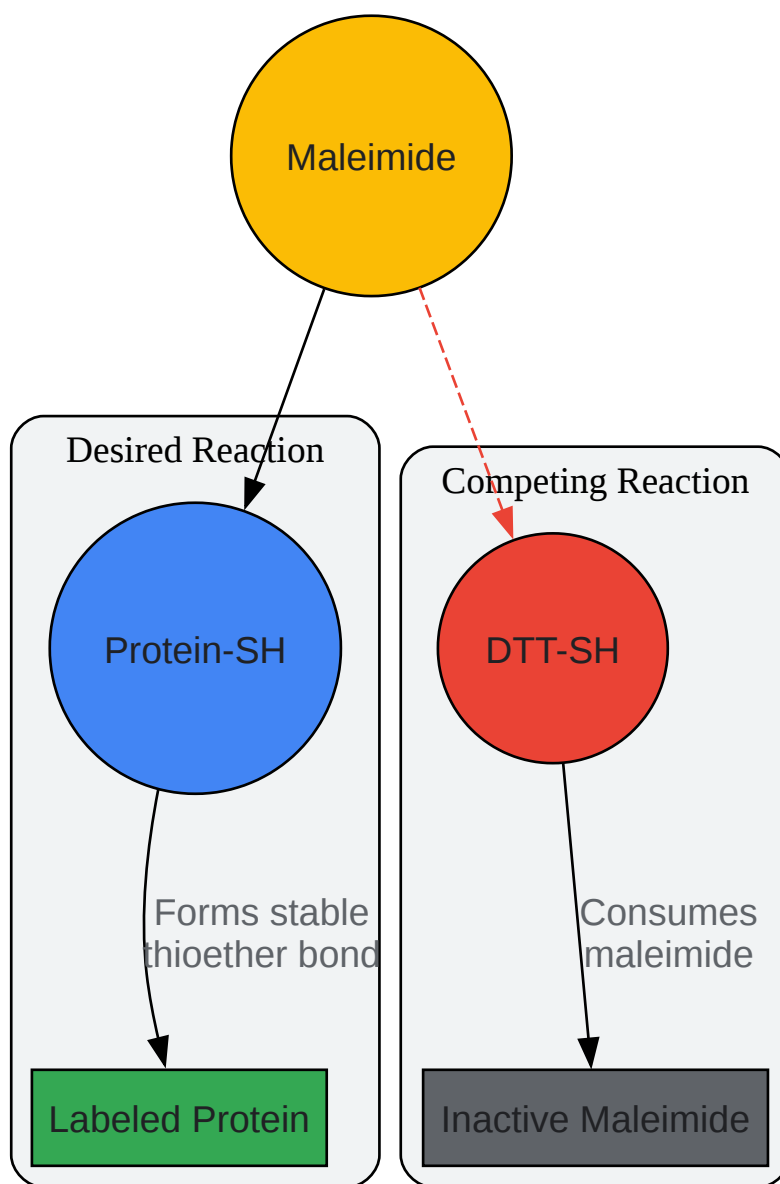 Maleimide
Desired Reaction
Competing Reaction
Protein-SH
DTT-SH
Forms stable
thioether bond
Consumes
maleimide
Labeled Protein
Inactive Maleimide